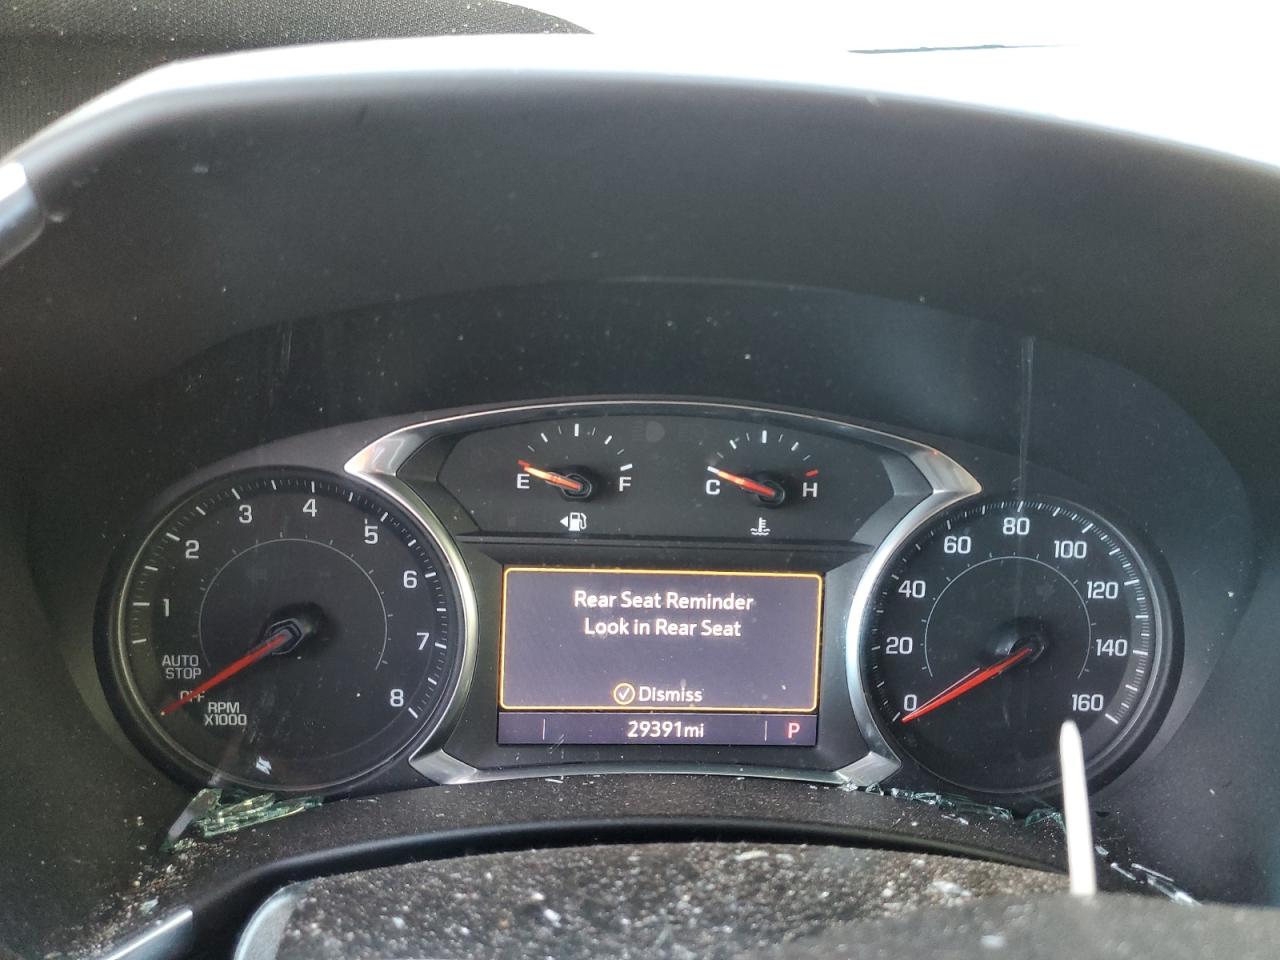 E F
C H
AUTO
STOP
OFF
1 2 3 4 5 6 7 8
RPM
X1000
Rear Seat Reminder
Look in Rear Seat
Dismiss
29391mi P
0 20 40 60 80 100 120 140 160